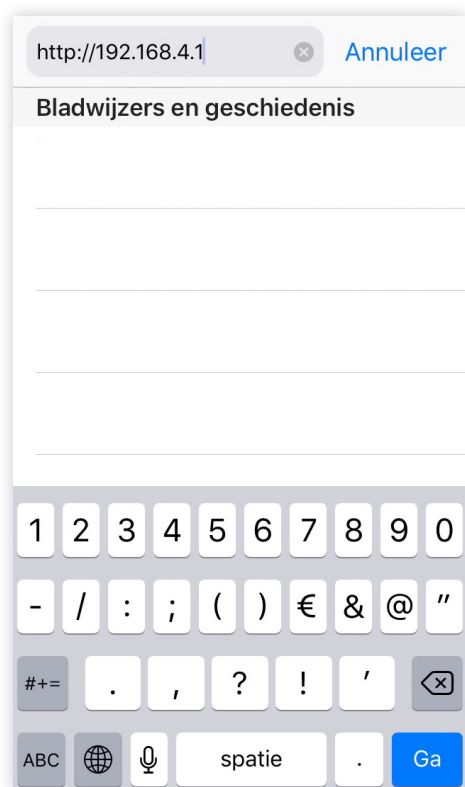 http://192.168.4.1 Annuleer
Bladwijzers en geschiedenis
1 2 3 4 5 6 7 8 9 0
- / : ; ( ) € & @ "
#+= . , ? ! '
ABC spatie . Ga